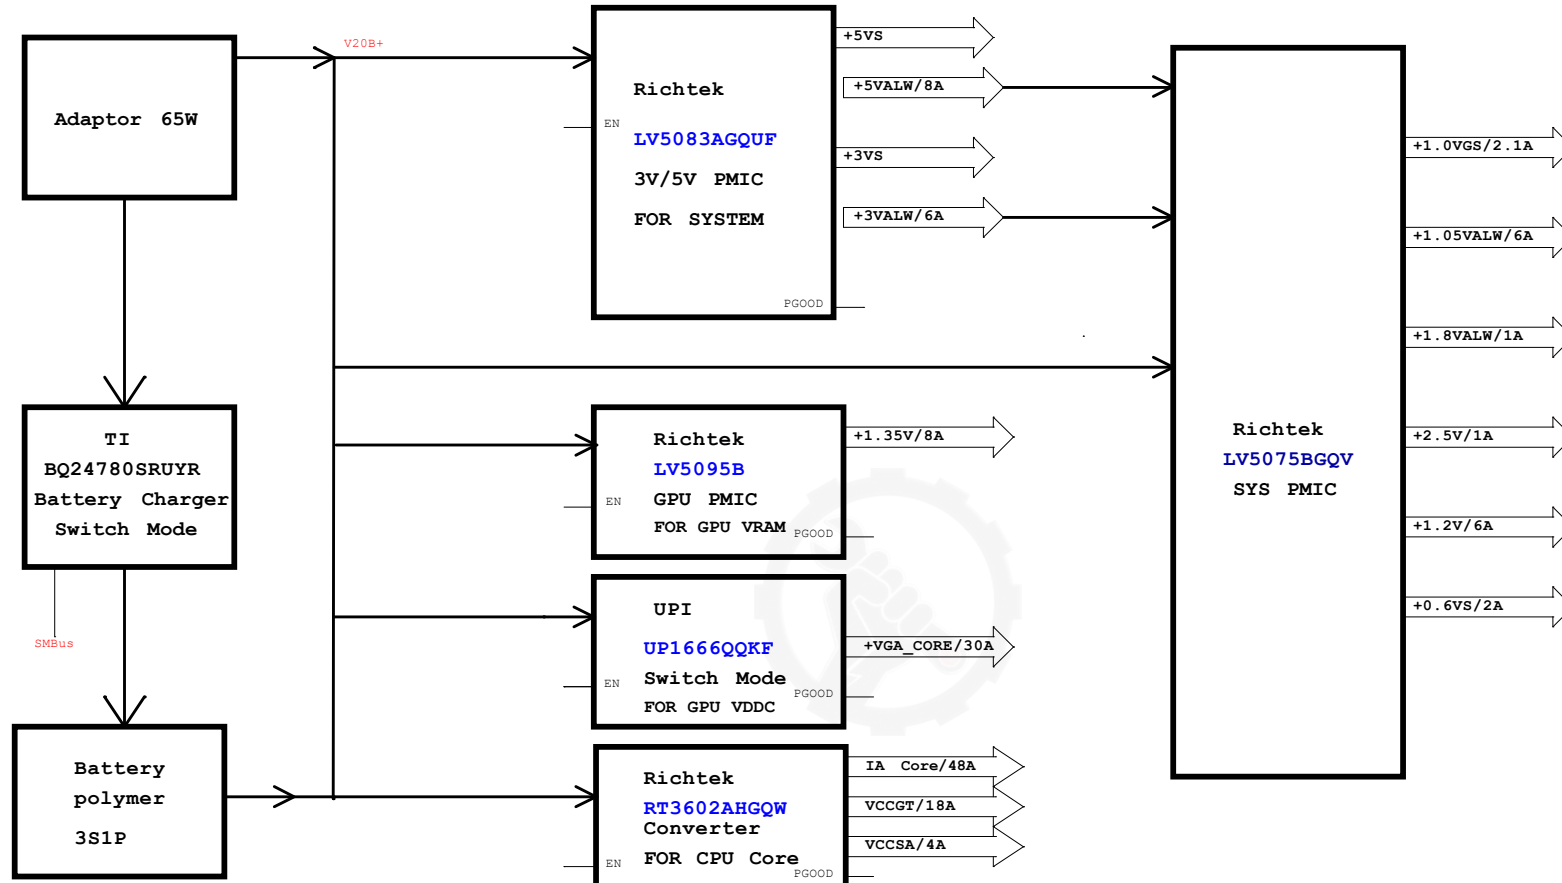 Adaptor 65W
V20B+
TI
BQ24780SRUYR
Battery Charger
Switch Mode
SMBus
Battery
polymer
3S1P
Richtek
LV5083AGQUF
3V/5V PMIC
FOR SYSTEM
EN
PGOOD
+5VS
+5VALW/8A
+3VS
+3VALW/6A
Richtek
LV5095B
GPU PMIC
FOR GPU VRAM
EN
PGOOD
+1.35V/8A
UPI
UP1666QQKF
Switch Mode
FOR GPU VDDC
EN
PGOOD
+VGA_CORE/30A
Richtek
RT3602AHGQW
Converter
FOR CPU Core
EN
PGOOD
IA Core/48A
VCCGT/18A
VCCSA/4A
Richtek
LV5075BGQV
SYS PMIC
+1.0VGS/2.1A
+1.05VALW/6A
+1.8VALW/1A
+2.5V/1A
+1.2V/6A
+0.6VS/2A